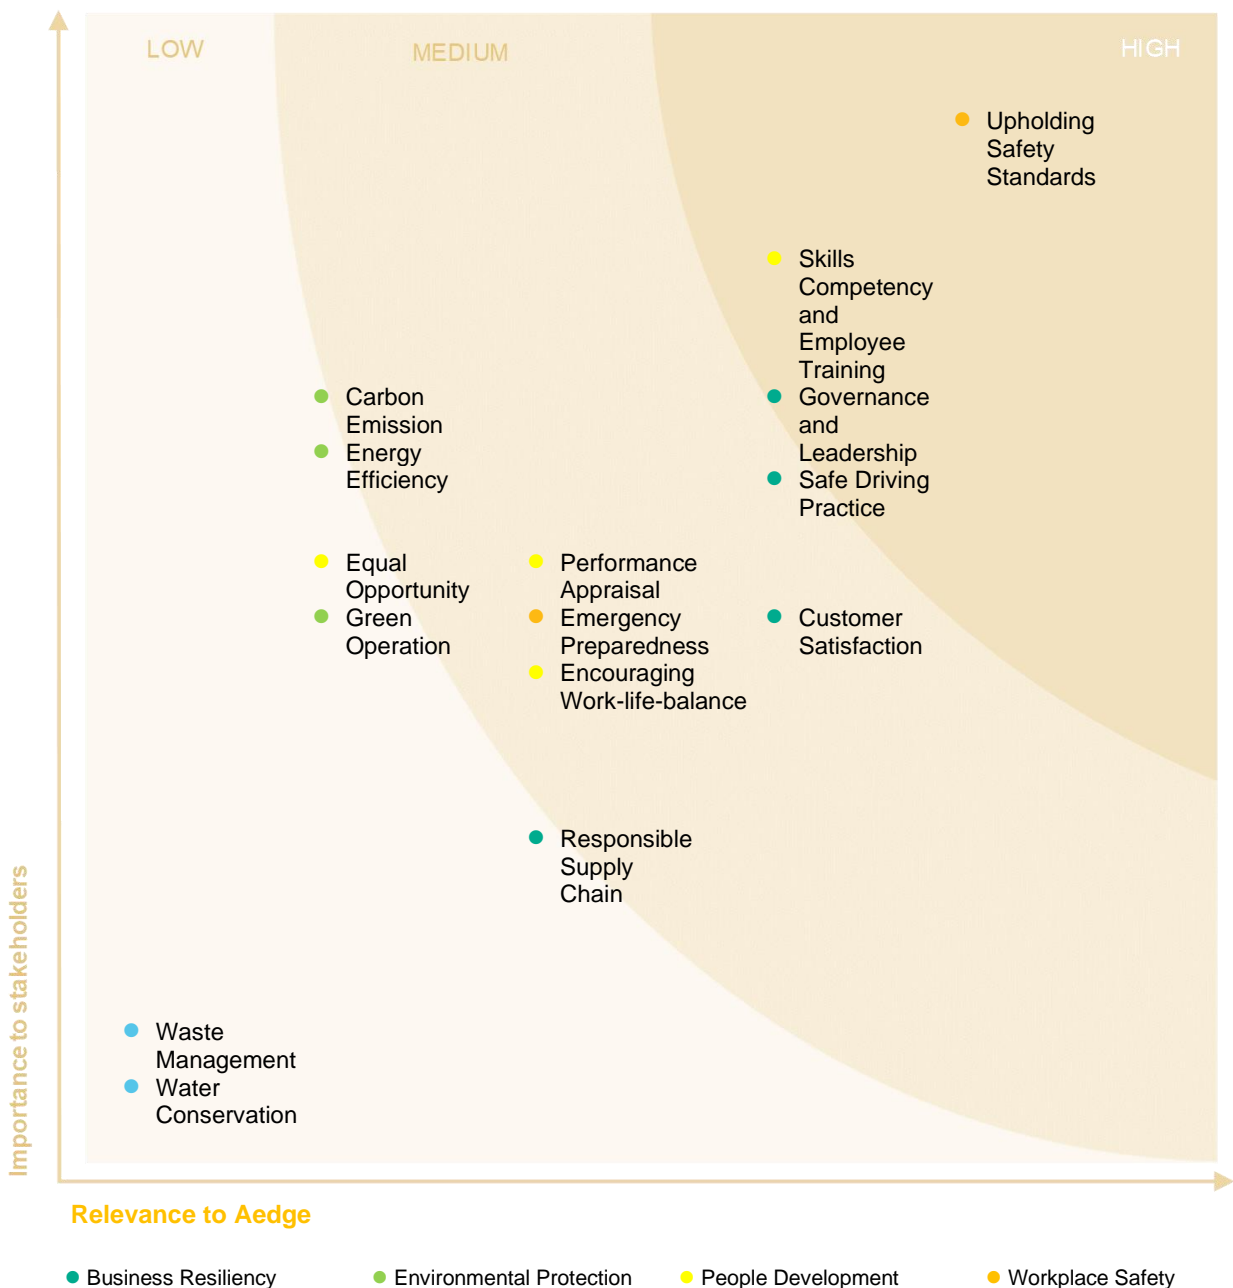 LOW
MEDIUM
HIGH
Upholding
Safety
Standards
Skills
Competency
and
Employee
Training
Governance
and
Leadership
Safe Driving
Practice
Carbon
Emission
Energy
Efficiency
Equal
Opportunity
Green
Operation
Performance
Appraisal
Emergency
Preparedness
Encouraging
Work-life-balance
Customer
Satisfaction
Responsible
Supply
Chain
Waste
Management
Water
Conservation
Importance to stakeholders
Relevance to Aedge
Business Resiliency
Environmental Protection
People Development
Workplace Safety